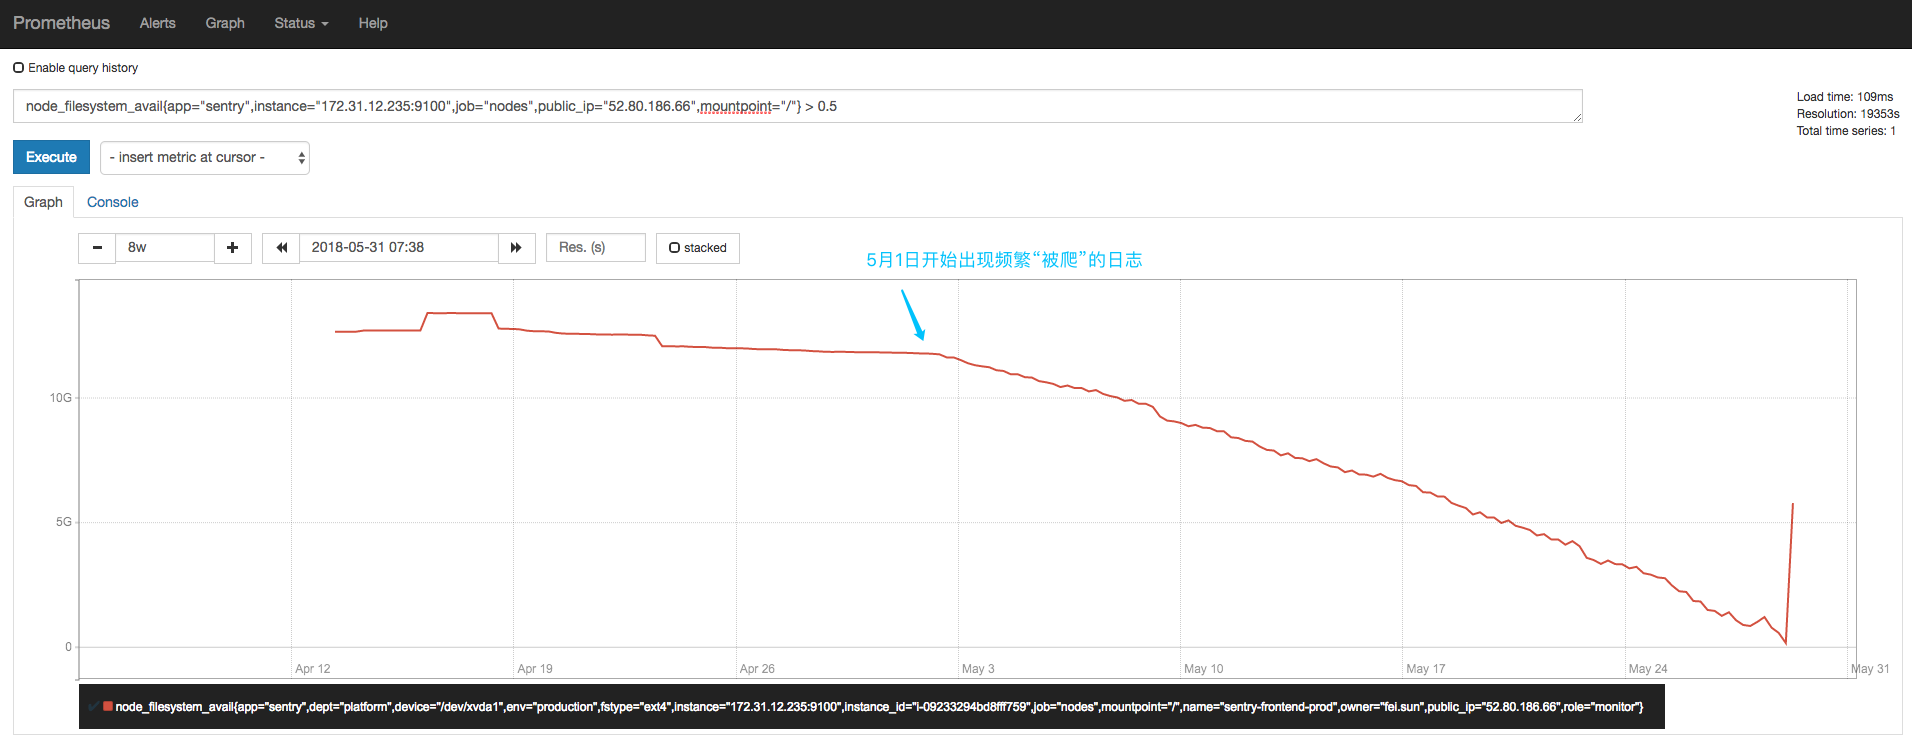 Prometheus Alerts Graph Status Help
Enable query history
node_filesystem_avail{app="sentry",instance="172.31.12.235:9100",job="nodes",public_ip="52.80.186.66",mountpoint="/"} > 0.5
Load time: 109ms
Resolution: 19353s
Total time series: 1
Execute - insert metric at cursor -
Graph Console
8w 2018-05-31 07:38 Res. (s) stacked
5月1日开始出现频繁“被爬”的日志
10G
5G
0
Apr 12 Apr 19 Apr 26 May 3 May 10 May 17 May 24 May 31
node_filesystem_avail{app="sentry",dept="platform",device="/dev/xvda1",env="production",fstype="ext4",instance="172.31.12.235:9100",instance_id="i-09233294bd8fff759",job="nodes",mountpoint="/",name="sentry-frontend-prod",owner="fei.sun",public_ip="52.80.186.66",role="monitor"}